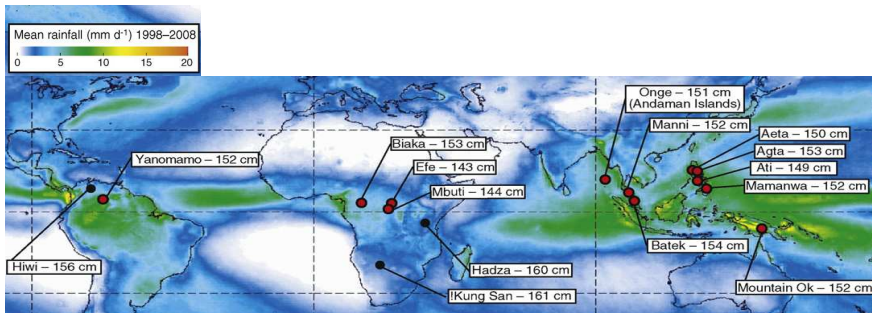 Mean rainfall (mm d-1) 1998–2008
0 5 10 15 20
Onge – 151 cm
(Andaman Islands)
Manni – 152 cm
Aeta – 150 cm
Agta – 153 cm
Ati – 149 cm
Mamanwa – 152 cm
Biaka – 153 cm
Yanomamo – 152 cm
Efe – 143 cm
Mbuti – 144 cm
Batek – 154 cm
Hiwi – 156 cm
Hadza – 160 cm
Mountain Ok – 152 cm
!Kung San – 161 cm